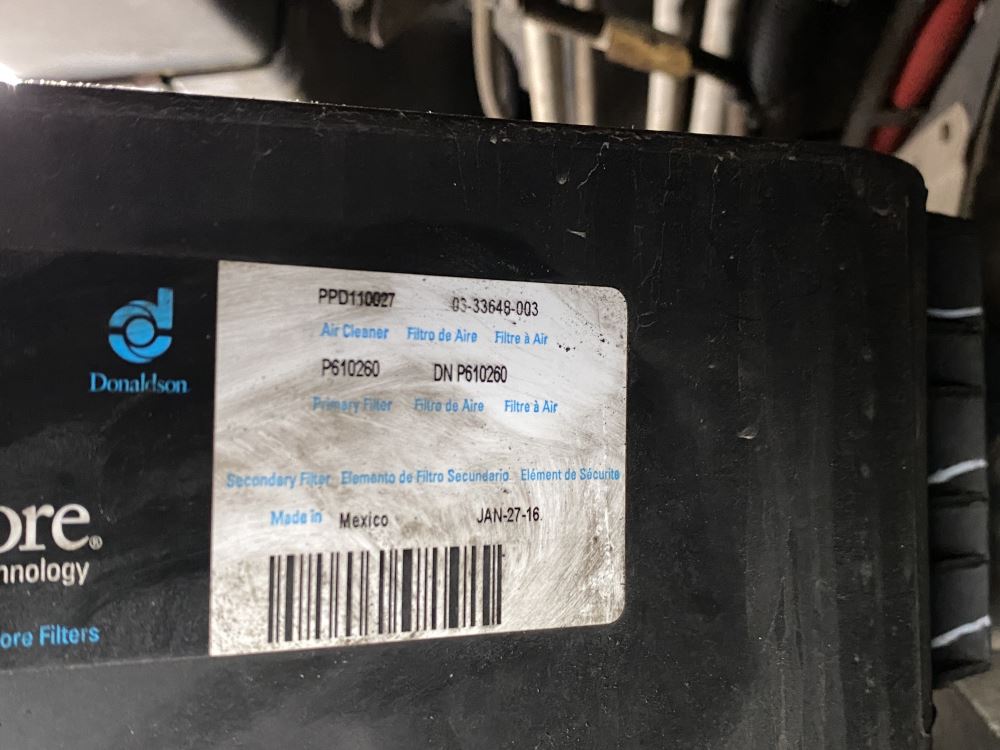 Donaldson
ore®
hnology
ore Filters
PPD110027 03-33648-003
Air Cleaner Filtro de Aire Filtre à Air
P610260 DN P610260
Primary Filter Filtro de Aire Filtre à Air
Secondary Filter Elemento de Filtro Secundario Elément de Sécurité
Made in Mexico JAN-27-16